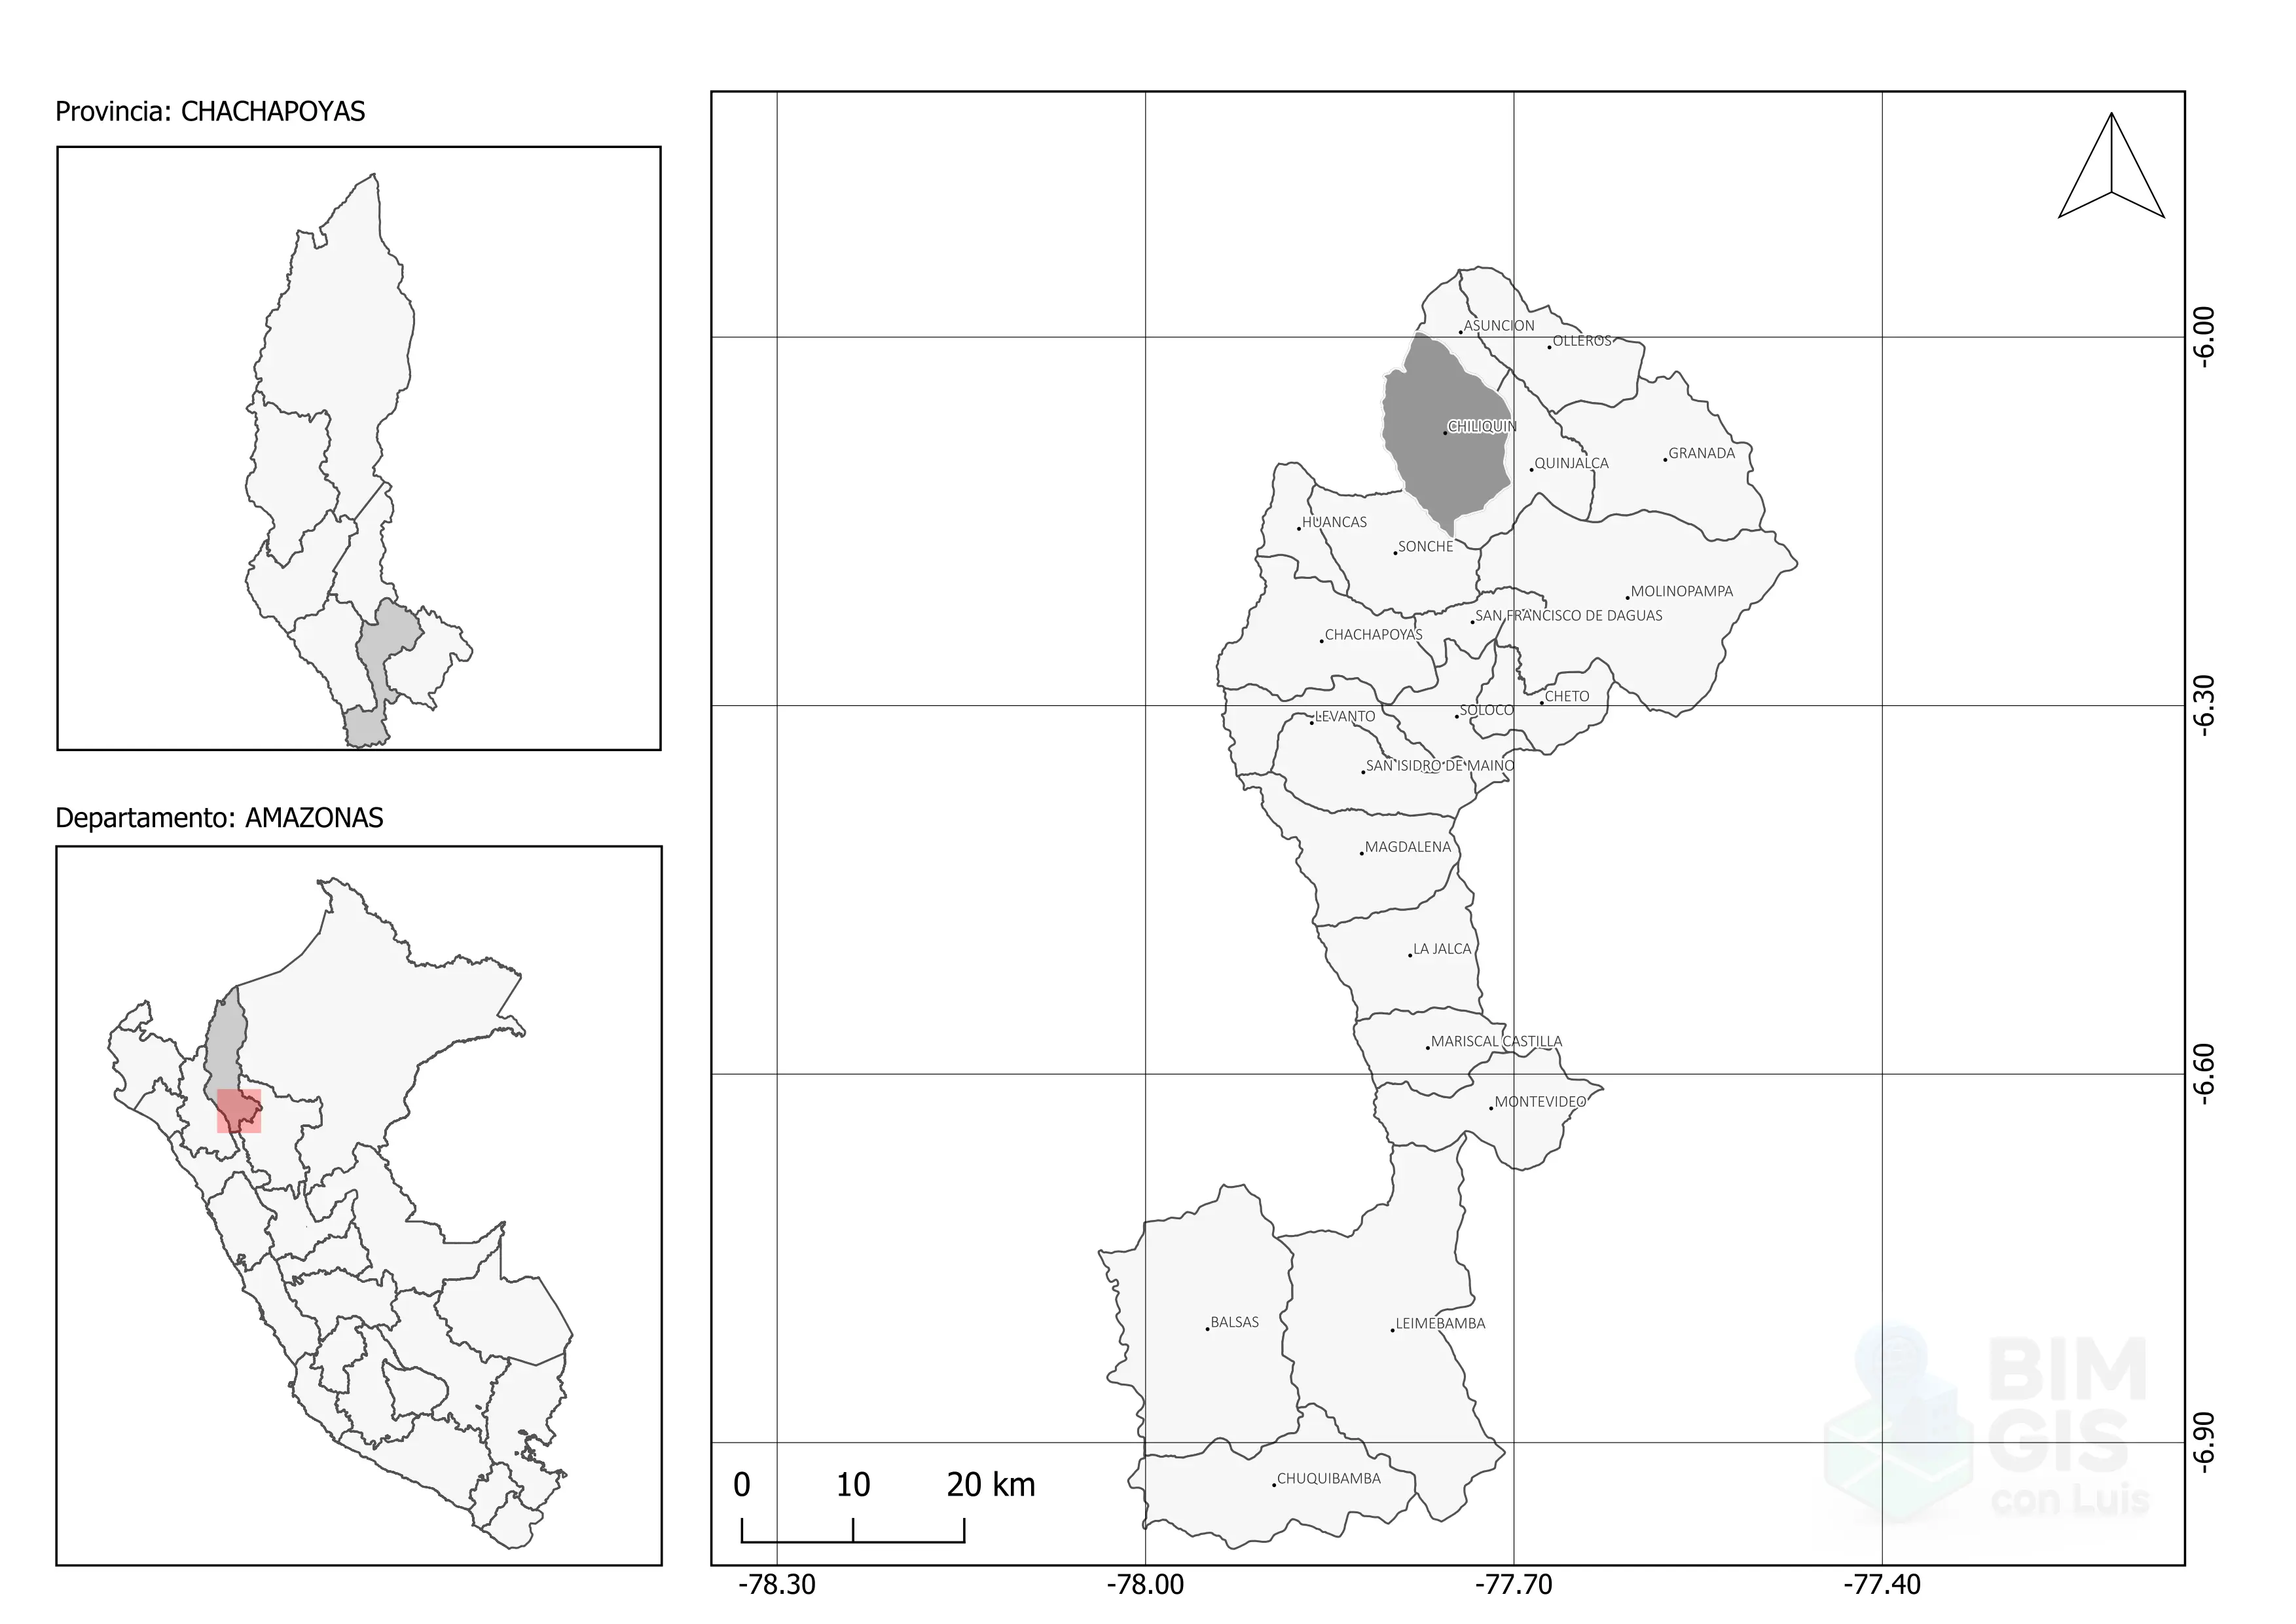 Provincia: CHACHAPOYAS
Departamento: AMAZONAS
ASUNCION
OLLEROS
CHILIQUIN
QUINJALCA
GRANADA
HUANCAS
SONCHE
MOLINOPAMPA
SAN FRANCISCO DE DAGUAS
CHACHAPOYAS
CHETO
SOLOCO
LEVANTO
SAN ISIDRO DE MAINO
MAGDALENA
LA JALCA
MARISCAL CASTILLA
MONTEVIDEO
BALSAS
LEIMEBAMBA
CHUQUIBAMBA
0 10 20 km
-78.30 -78.00 -77.70 -77.40
-6.00
-6.30
-6.60
-6.90
BIM
GIS
con Luis